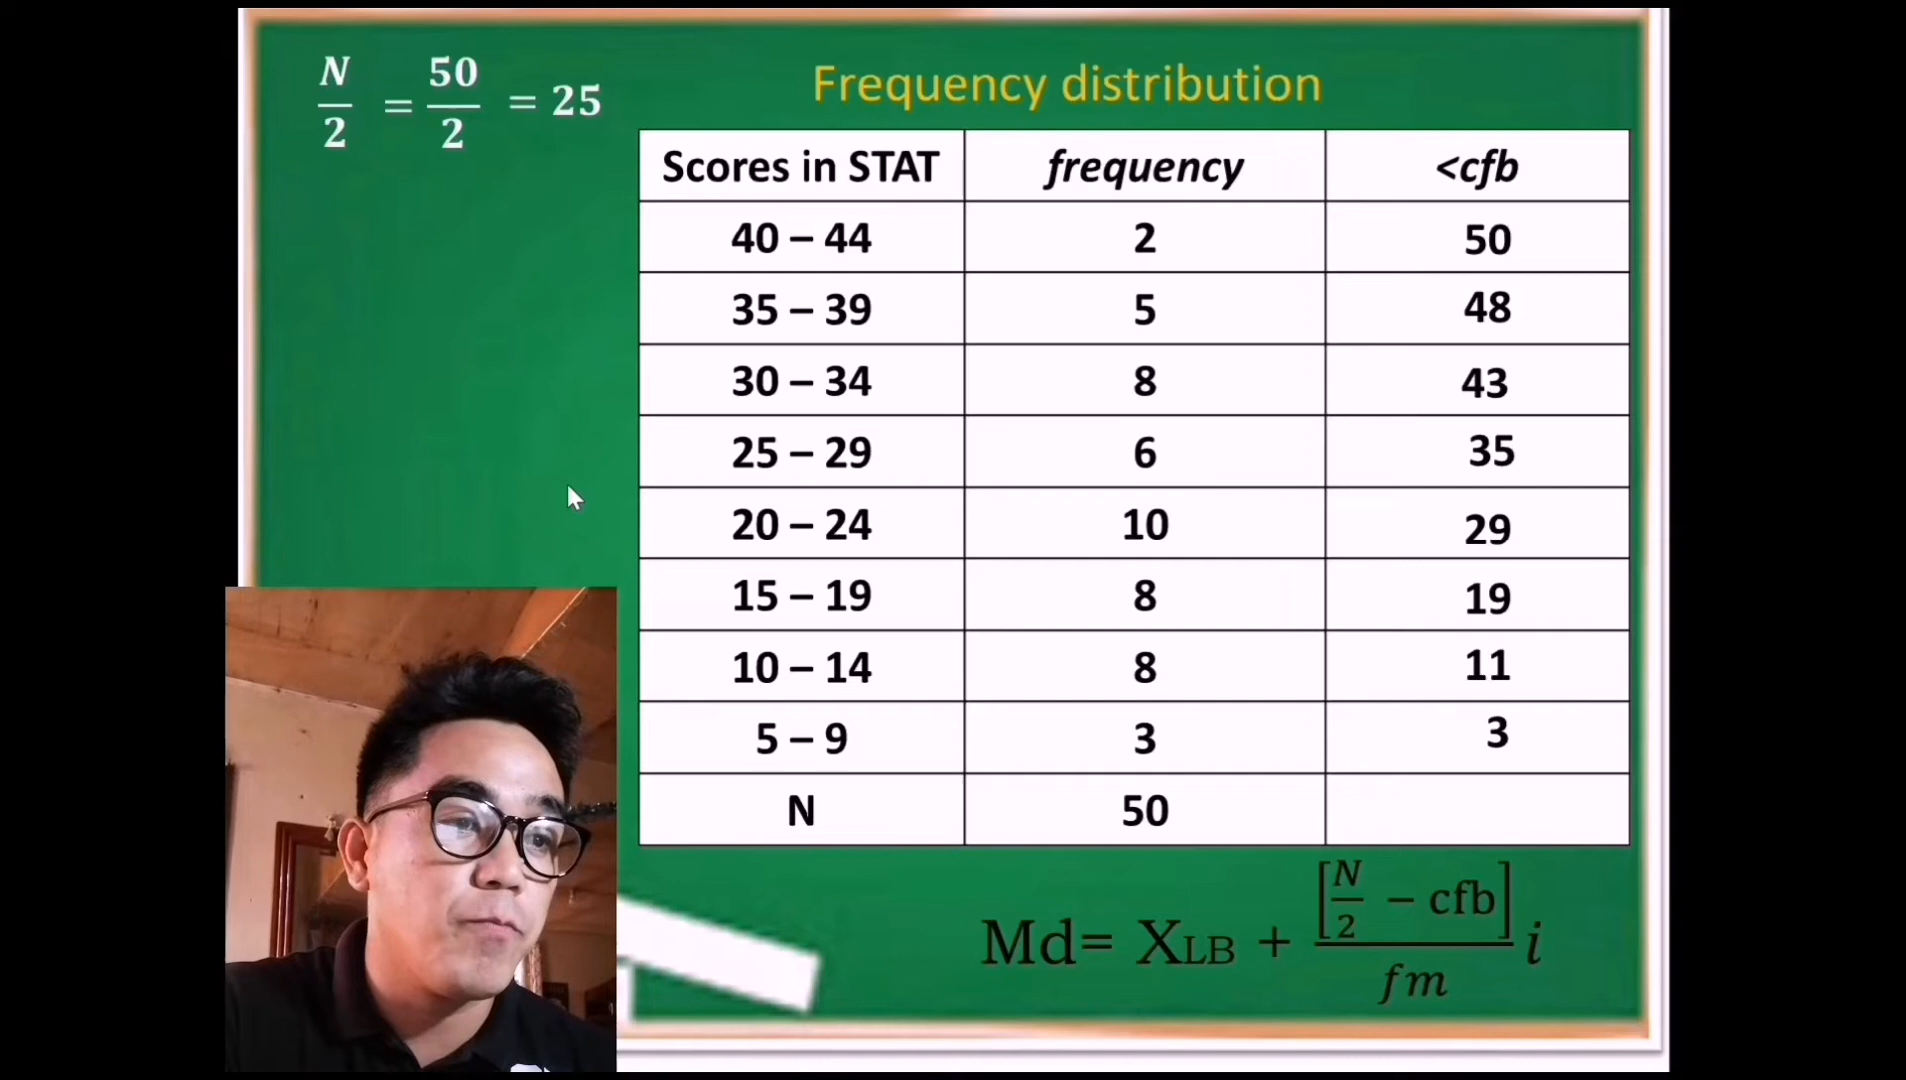 N/2 = 50/2 = 25
Frequency distribution
Scores in STAT frequency <cfb
40 – 44 2 50
35 – 39 5 48
30 – 34 8 43
25 – 29 6 35
20 – 24 10 29
15 – 19 8 19
10 – 14 8 11
5 – 9 3 3
N 50
Md= XLB + [N/2 – cfb]/fm i